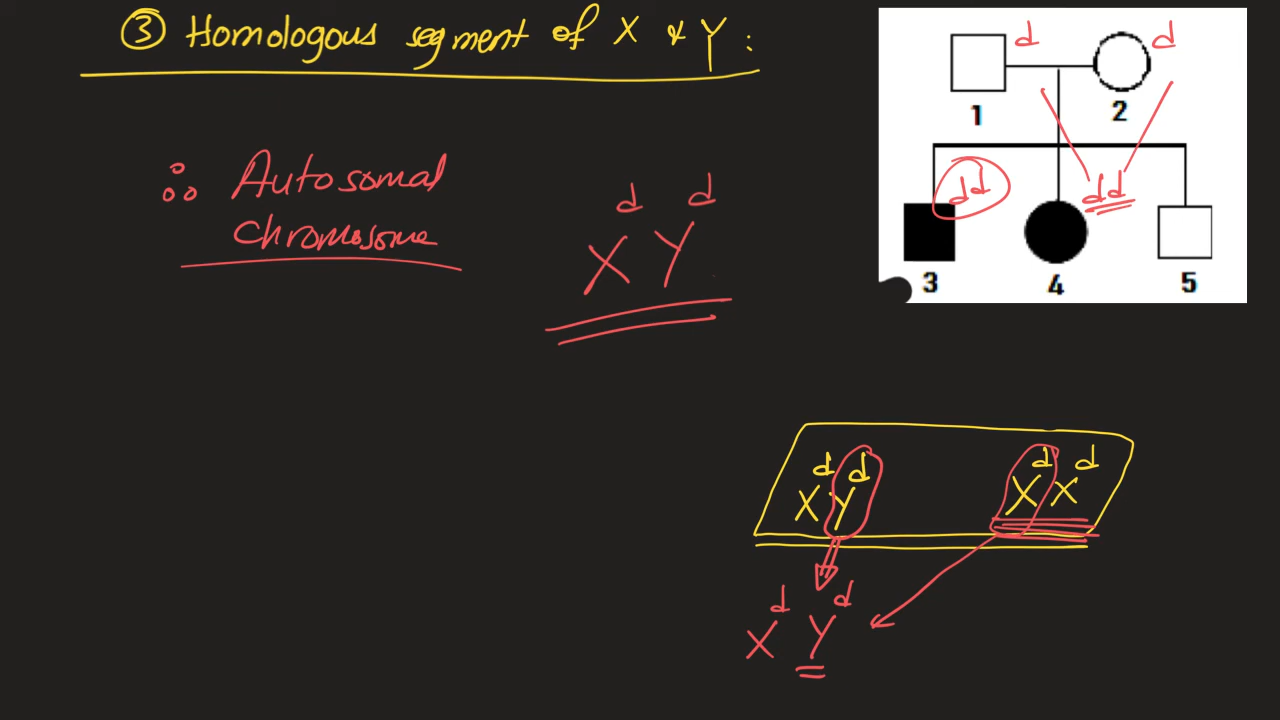 ③ Homologous segment of X & Y :
∴ Autosomal
Chromosome
d d
X Y
d d
1 2
dd dd
3 4 5
d d d d
X Y X X
d d
X Y